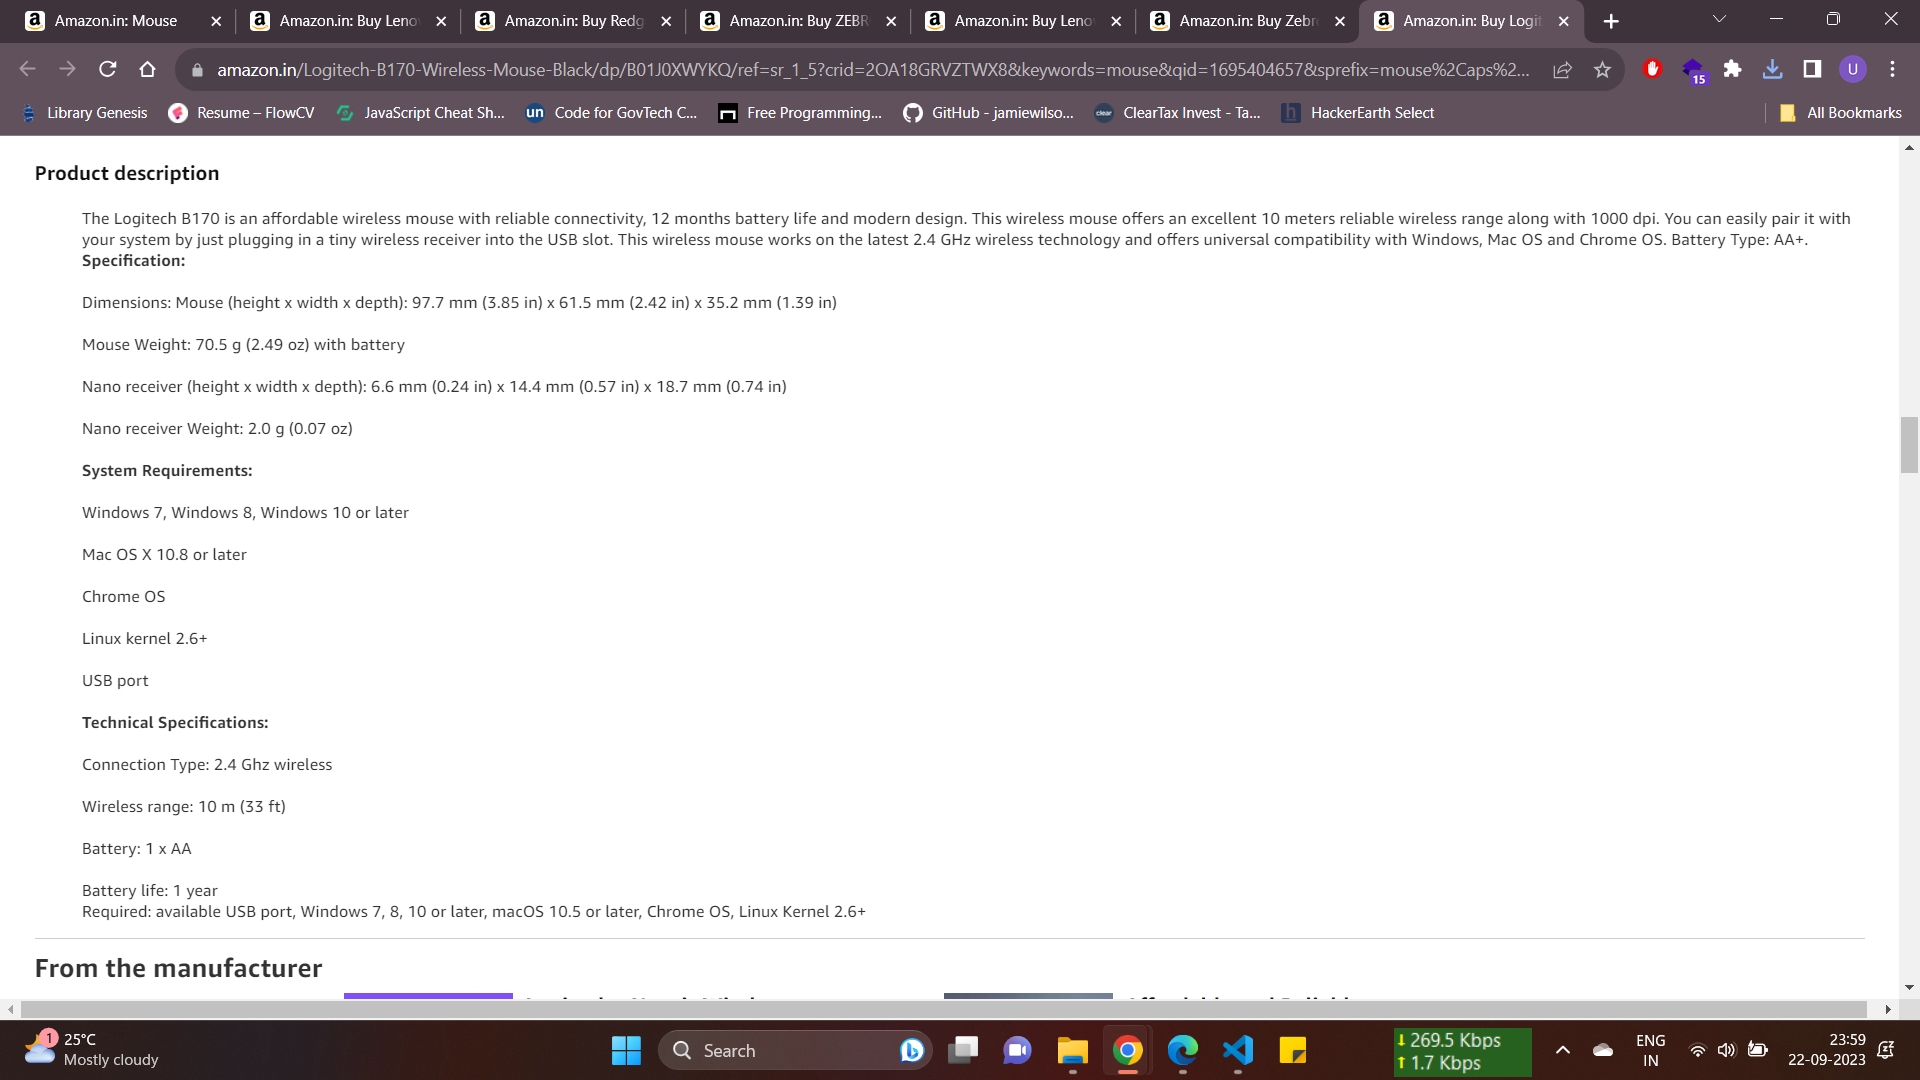 Amazon.in: Mouse
Amazon.in: Buy Leno
Amazon.in: Buy Redg
Amazon.in: Buy ZEBR
Amazon.in: Buy Leno
Amazon.in: Buy Zebr
Amazon.in: Buy Logit
amazon.in/Logitech-B170-Wireless-Mouse-Black/dp/B01J0XWYKQ/ref=sr_1_5?crid=2OA18GRVZTWX8&keywords=mouse&qid=1695404657&sprefix=mouse%2Caps%2...
15
U
Library Genesis
Resume – FlowCV
JavaScript Cheat Sh...
un Code for GovTech C...
Free Programming...
GitHub - jamiewilso...
clear ClearTax Invest - Ta...
h HackerEarth Select
All Bookmarks
Product description
The Logitech B170 is an affordable wireless mouse with reliable connectivity, 12 months battery life and modern design. This wireless mouse offers an excellent 10 meters reliable wireless range along with 1000 dpi. You can easily pair it with
your system by just plugging in a tiny wireless receiver into the USB slot. This wireless mouse works on the latest 2.4 GHz wireless technology and offers universal compatibility with Windows, Mac OS and Chrome OS. Battery Type: AA+.
Specification:
Dimensions: Mouse (height x width x depth): 97.7 mm (3.85 in) x 61.5 mm (2.42 in) x 35.2 mm (1.39 in)
Mouse Weight: 70.5 g (2.49 oz) with battery
Nano receiver (height x width x depth): 6.6 mm (0.24 in) x 14.4 mm (0.57 in) x 18.7 mm (0.74 in)
Nano receiver Weight: 2.0 g (0.07 oz)
System Requirements:
Windows 7, Windows 8, Windows 10 or later
Mac OS X 10.8 or later
Chrome OS
Linux kernel 2.6+
USB port
Technical Specifications:
Connection Type: 2.4 Ghz wireless
Wireless range: 10 m (33 ft)
Battery: 1 x AA
Battery life: 1 year
Required: available USB port, Windows 7, 8, 10 or later, macOS 10.5 or later, Chrome OS, Linux Kernel 2.6+
From the manufacturer
1
25°C
Mostly cloudy
Search
269.5 Kbps
1.7 Kbps
ENG
IN
23:59
22-09-2023